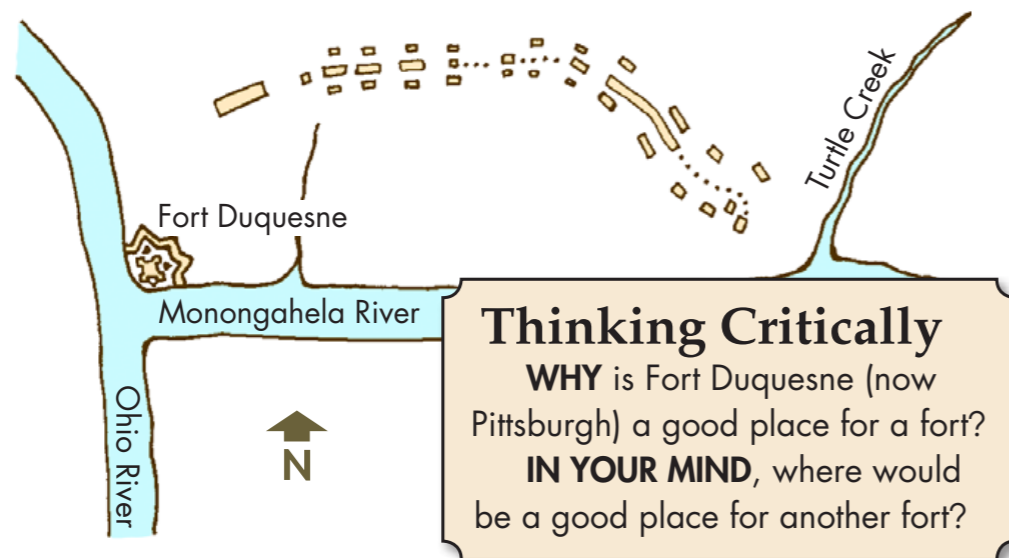 Turtle Creek
Fort Duquesne
Monongahela River
Ohio River
N
Thinking Critically
WHY is Fort Duquesne (now
Pittsburgh) a good place for a fort?
IN YOUR MIND, where would
be a good place for another fort?